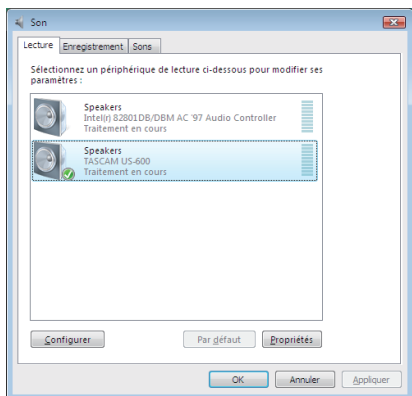 Son
Lecture Enregistrement Sons
Sélectionnez un périphérique de lecture ci-dessous pour modifier ses
paramètres :
Speakers
Intel(r) 82801DB/DBM AC '97 Audio Controller
Traitement en cours
Speakers
TASCAM US-600
Traitement en cours
Configurer Par défaut Propriétés
OK Annuler Appliquer